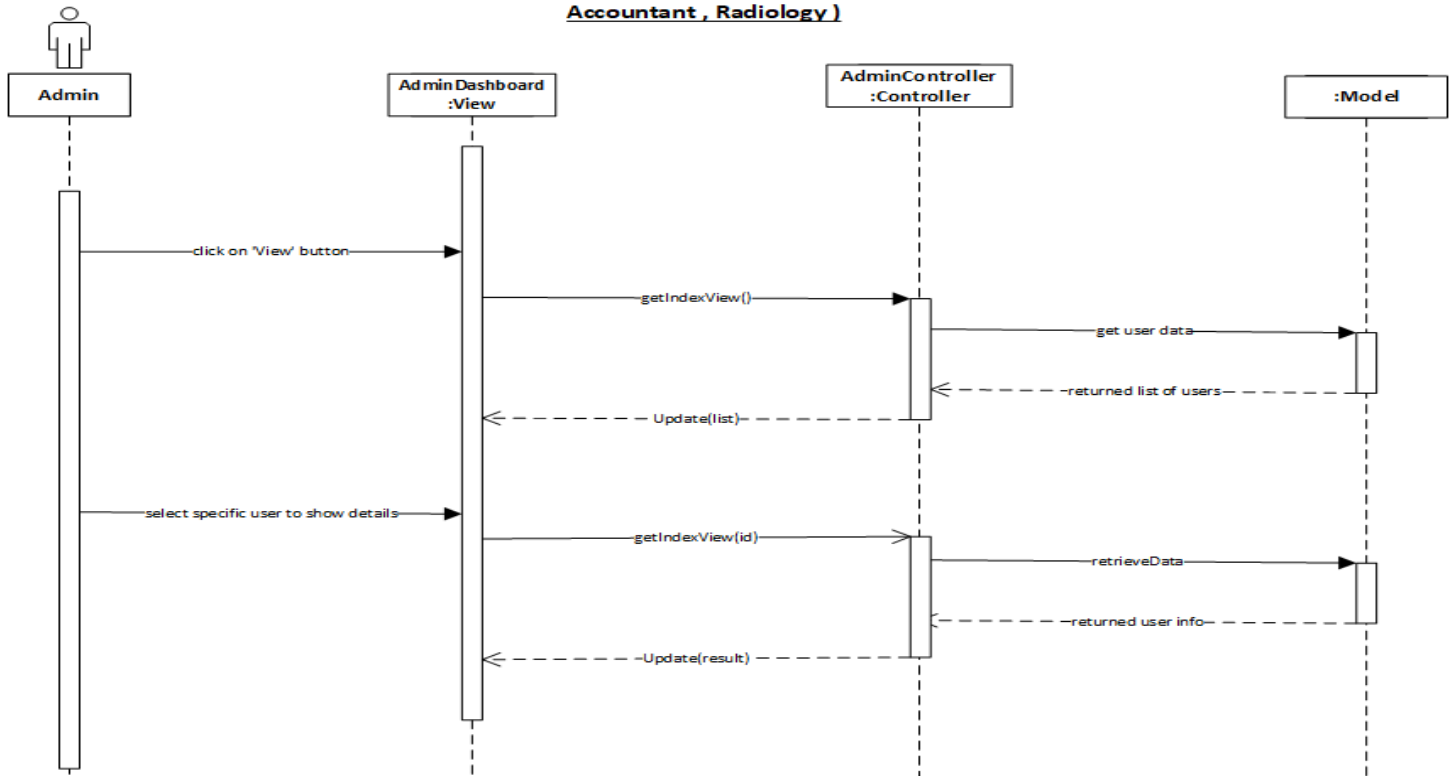 Accountant , Radiology )
Admin
AdminDashboard
:View
AdminController
:Controller
:Model
click on 'View' button
getIndexView()
get user data
returned list of users
Update(list)
select specific user to show details
getIndexView(id)
retrieveData
returned user info
Update(result)